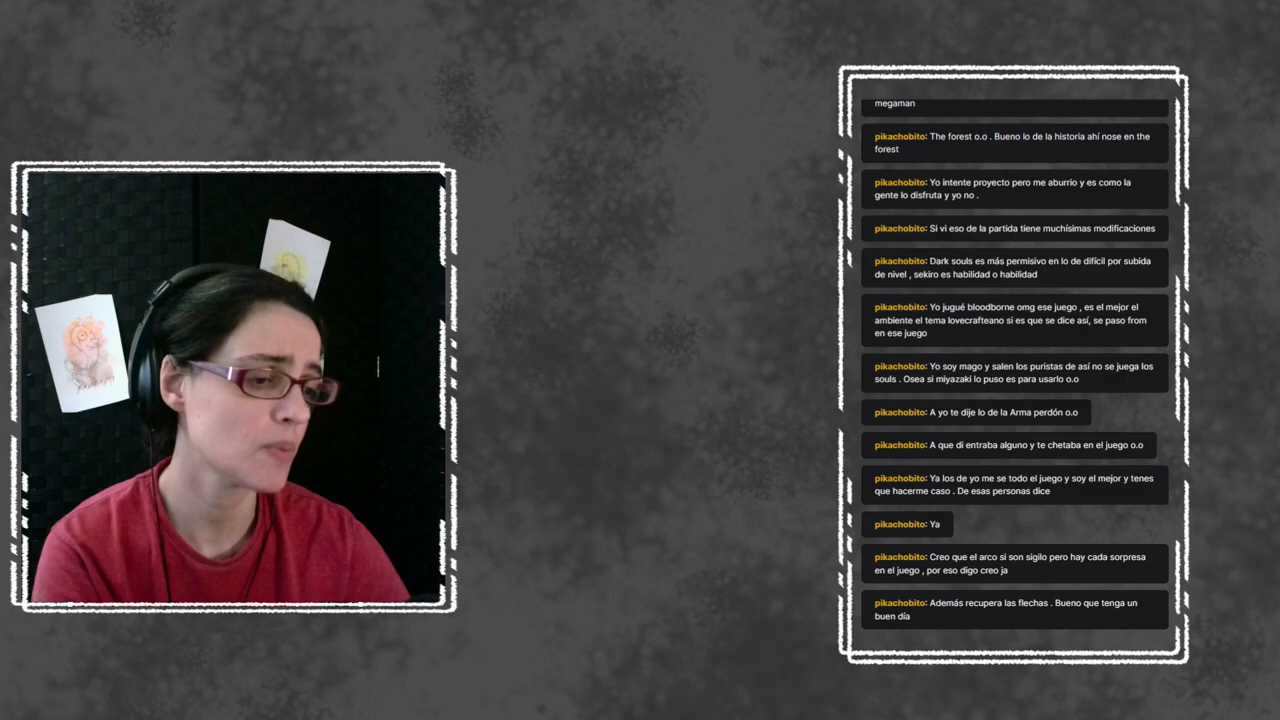 megaman
pikachobito: The forest o.o . Bueno lo de la historia ahí nose en the
forest
pikachobito: Yo intente proyecto pero me aburrio y es como la
gente lo disfruta y yo no .
pikachobito: Si vi eso de la partida tiene muchísimas modificaciones
pikachobito: Dark souls es más permisivo en lo de difícil por subida
de nivel , sekiro es habilidad o habilidad
pikachobito: Yo jugué bloodborne omg ese juego , es el mejor el
ambiente el tema lovecrafteano si es que se dice así, se paso from
en ese juego
pikachobito: Yo soy mago y salen los puristas de así no se juega los
souls . Osea si miyazaki lo puso es para usarlo o.o
pikachobito: A yo te dije lo de la Arma perdón o.o
pikachobito: A que di entraba alguno y te chetaba en el juego o.o
pikachobito: Ya los de yo me se todo el juego y soy el mejor y tenes
que hacerme caso . De esas personas dice
pikachobito: Ya
pikachobito: Creo que el arco si son sigilo pero hay cada sorpresa
en el juego , por eso digo creo ja
pikachobito: Además recupera las flechas . Bueno que tenga un
buen día